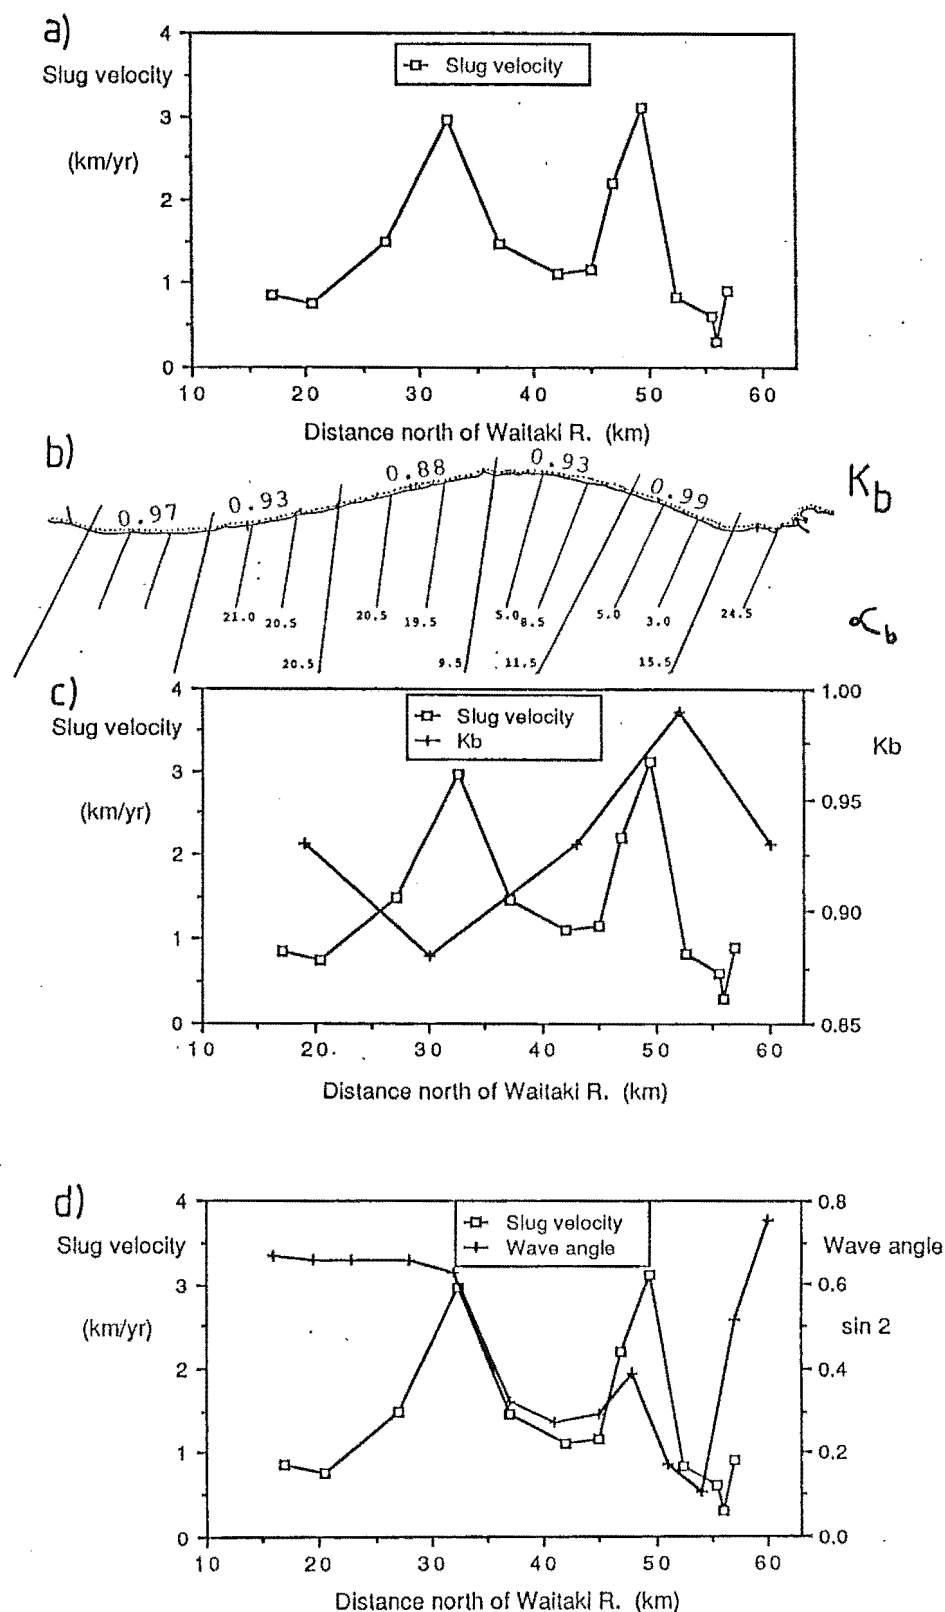 a)
4
Slug velocity
Slug velocity
3
(km/yr)
2
1
0
10 20 30 40 50 60
Distance north of Waitaki R. (km)
b)
0.97 0.93 0.88 0.93 0.99
Kb
21.0 20.5 20.5 19.5 5.0 8.5 5.0 3.0 24.5
αb
20.5 9.5 11.5 15.5
c)
4 1.00
Slug velocity
Slug velocity
Kb
Kb
3
0.95
(km/yr)
2
0.90
1
0 0.85
10 20 30 40 50 60
Distance north of Waitaki R. (km)
d)
4 0.8
Slug velocity
Slug velocity
Wave angle
Wave angle
3 0.6
(km/yr)
sin 2
2 0.4
1 0.2
0 0.0
10 20 30 40 50 60
Distance north of Waitaki R. (km)